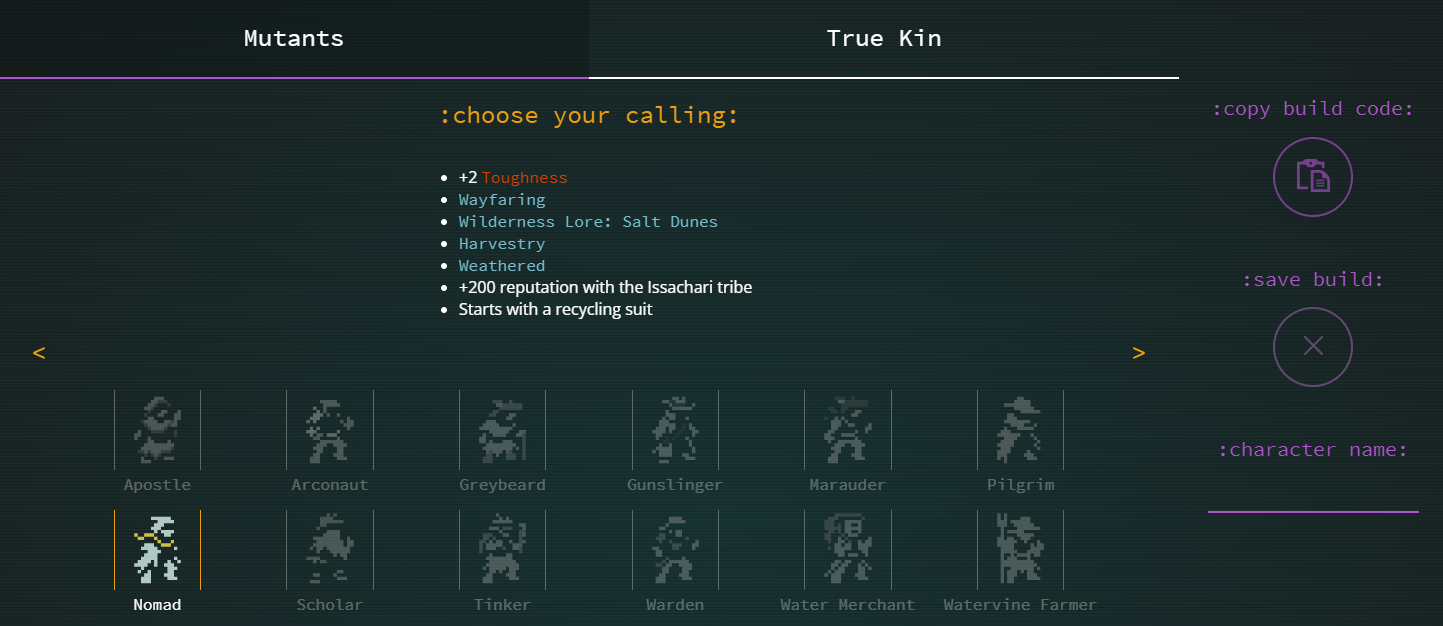 Mutants
True Kin
:choose your calling:
+2 Toughness
Wayfaring
Wilderness Lore: Salt Dunes
Harvestry
Weathered
+200 reputation with the Issachari tribe
Starts with a recycling suit
< >
Apostle Arconaut Greybeard Gunslinger Marauder Pilgrim
Nomad Scholar Tinker Warden Water Merchant Watervine Farmer
:copy build code:
:save build:
:character name: